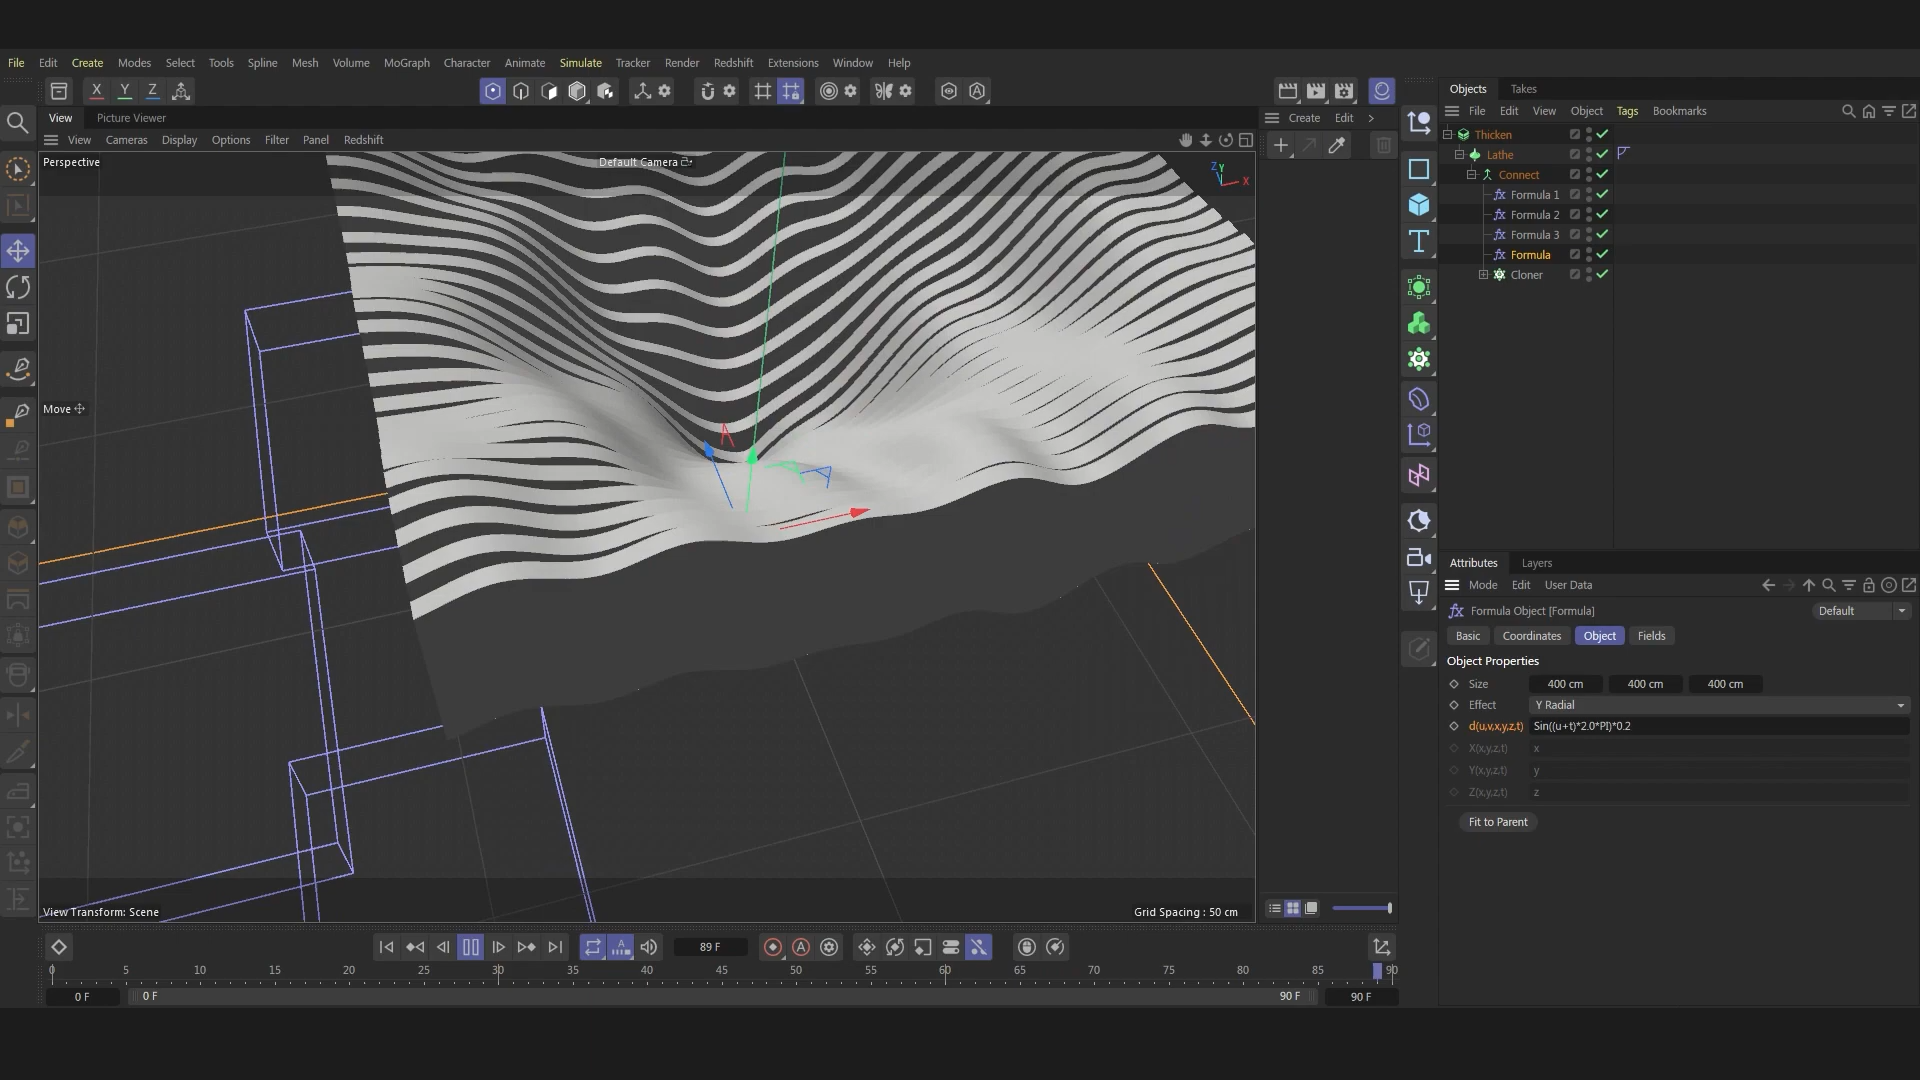 File Edit Create Modes Select Tools Spline Mesh Volume MoGraph Character Animate Simulate Tracker Render Redshift Extensions Window Help
X Y Z
View Picture Viewer
View Cameras Display Options Filter Panel Redshift
Create Edit
Perspective
Default Camera
Z Y X
Move
View Transform: Scene
Grid Spacing : 50 cm
Objects Takes
File Edit View Object Tags Bookmarks
Thicken
Lathe
Connect
Formula 1
Formula 2
Formula 3
Formula
Cloner
Attributes Layers
Mode Edit User Data
Formula Object [Formula]
Default
Basic Coordinates Object Fields
Object Properties
Size 400 cm 400 cm 400 cm
Effect Y Radial
d(u,v,x,y,z,t) Sin((u+t)*2.0*PI)*0.2
X(x,y,z,t) x
Y(x,y,z,t) y
Z(x,y,z,t) z
Fit to Parent
89 F
0 5 10 15 20 25 30 35 40 45 50 55 60 65 70 75 80 85 90
0 F 0 F 90 F 90 F